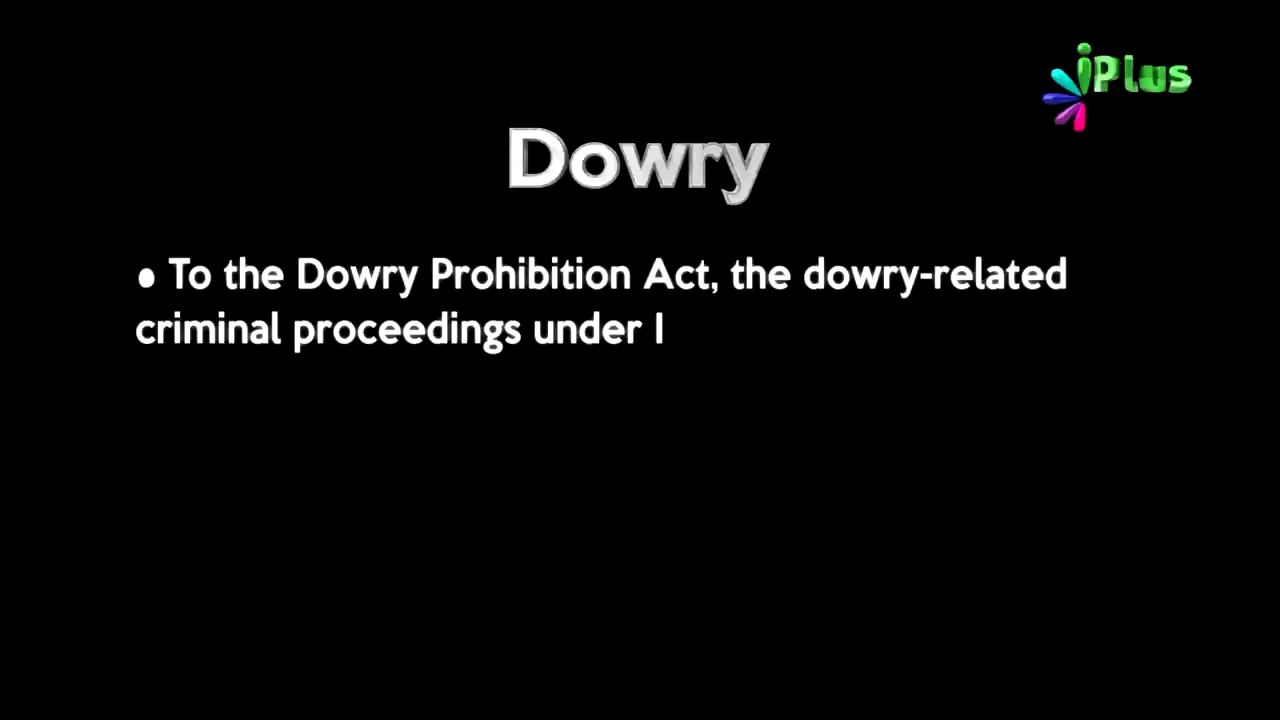 iPlus
Dowry
• To the Dowry Prohibition Act, the dowry-related
criminal proceedings under I